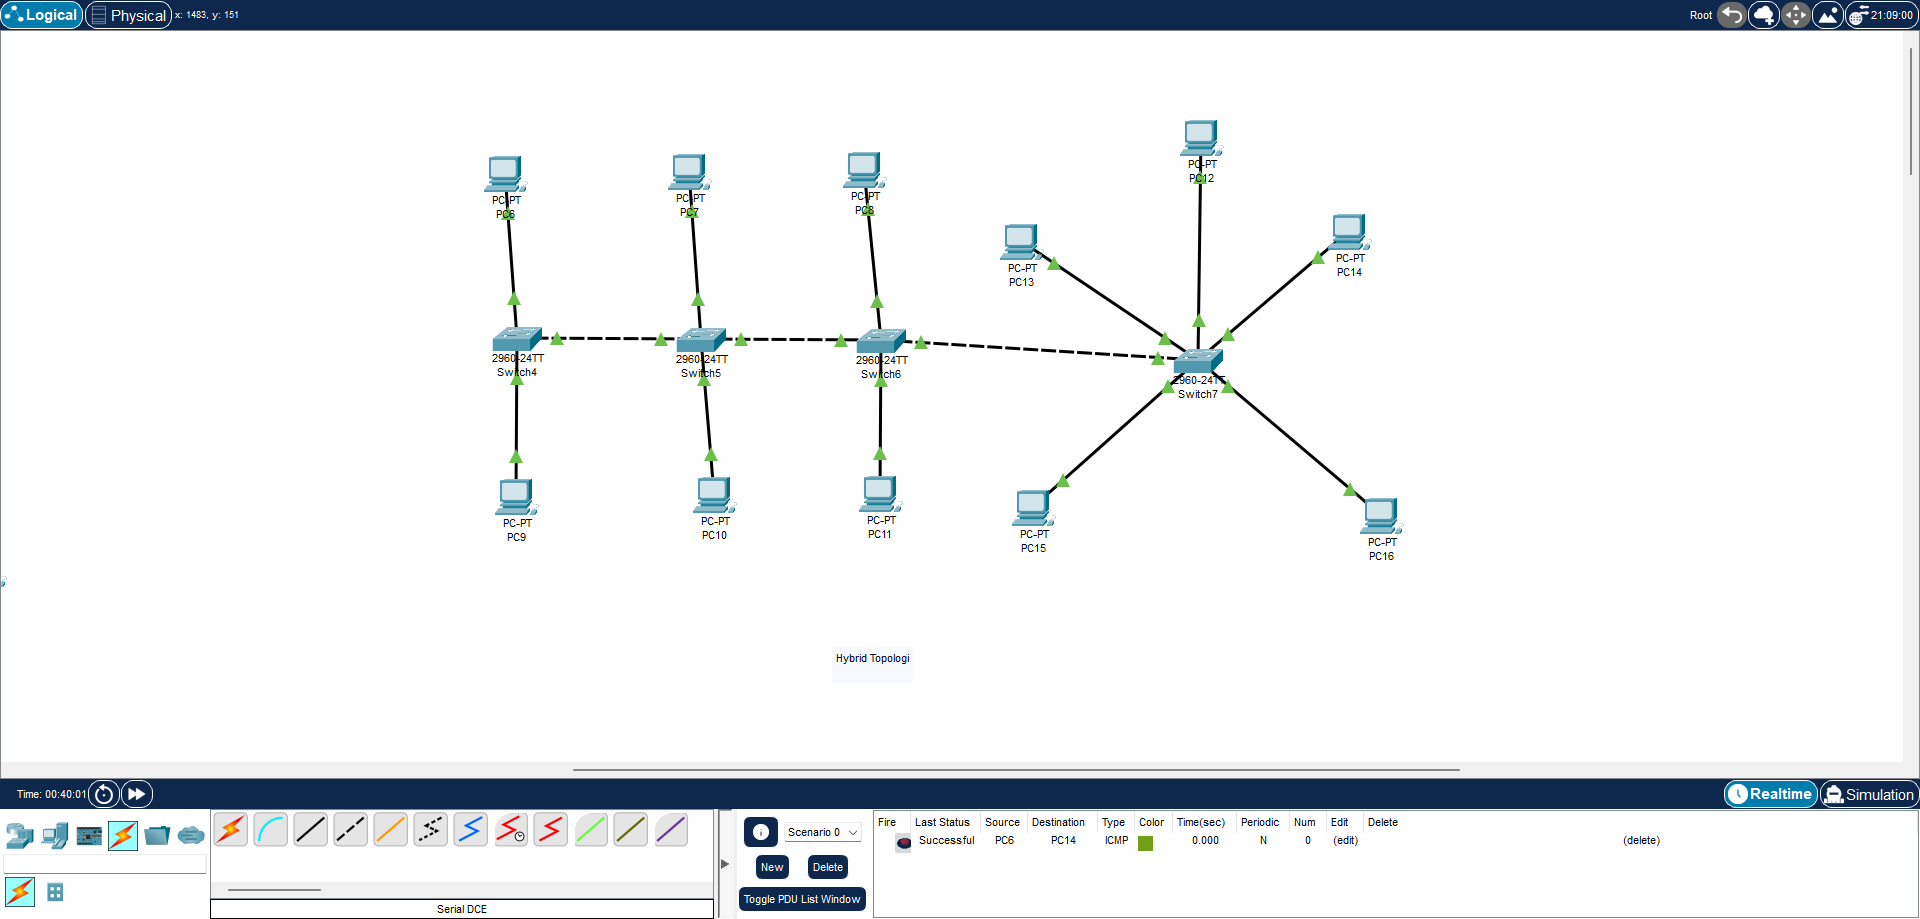 Logical
Physical
x: 1483, y: 151
Root
21:09:00
PC-PT
PC12
PC-PT
PC6
PC-PT
PC7
PC-PT
PC8
PC-PT
PC13
PC-PT
PC14
2960-24TT
Switch4
2960-24TT
Switch5
2960-24TT
Switch6
2960-24TT
Switch7
PC-PT
PC9
PC-PT
PC10
PC-PT
PC11
PC-PT
PC15
PC-PT
PC16
Hybrid Topologi
Time: 00:40:01
Realtime
Simulation
Scenario 0
New
Delete
Toggle PDU List Window
Serial DCE
Fire Last Status Source Destination Type Color Time(sec) Periodic Num Edit Delete
Successful PC6 PC14 ICMP 0.000 N 0 (edit) (delete)